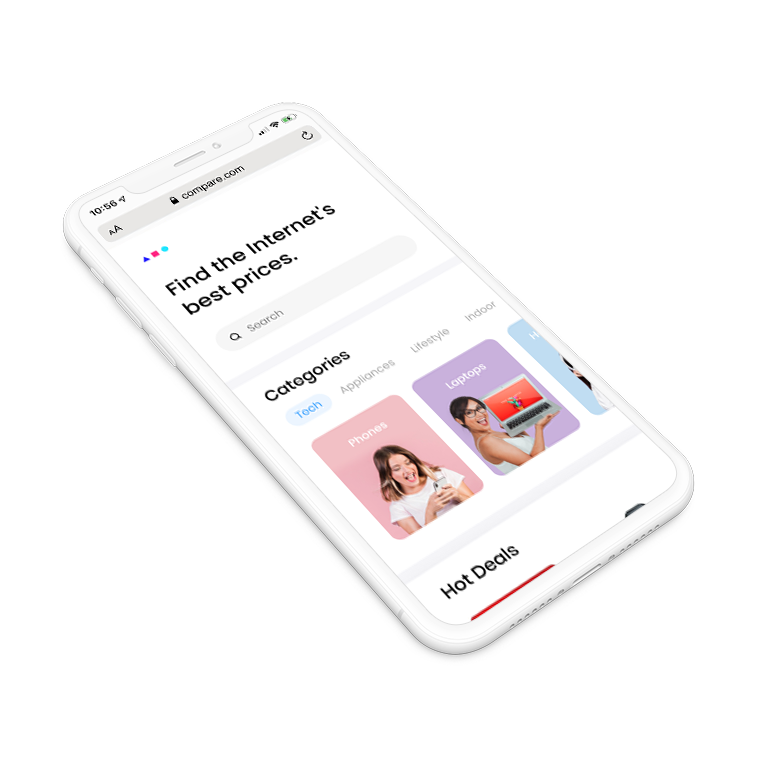 10:56
AA
compare.com
Find the Internet's
best prices.
Search
Categories
Tech
Appliances
Lifestyle
Indoor
Phones
Laptops
Hot Deals